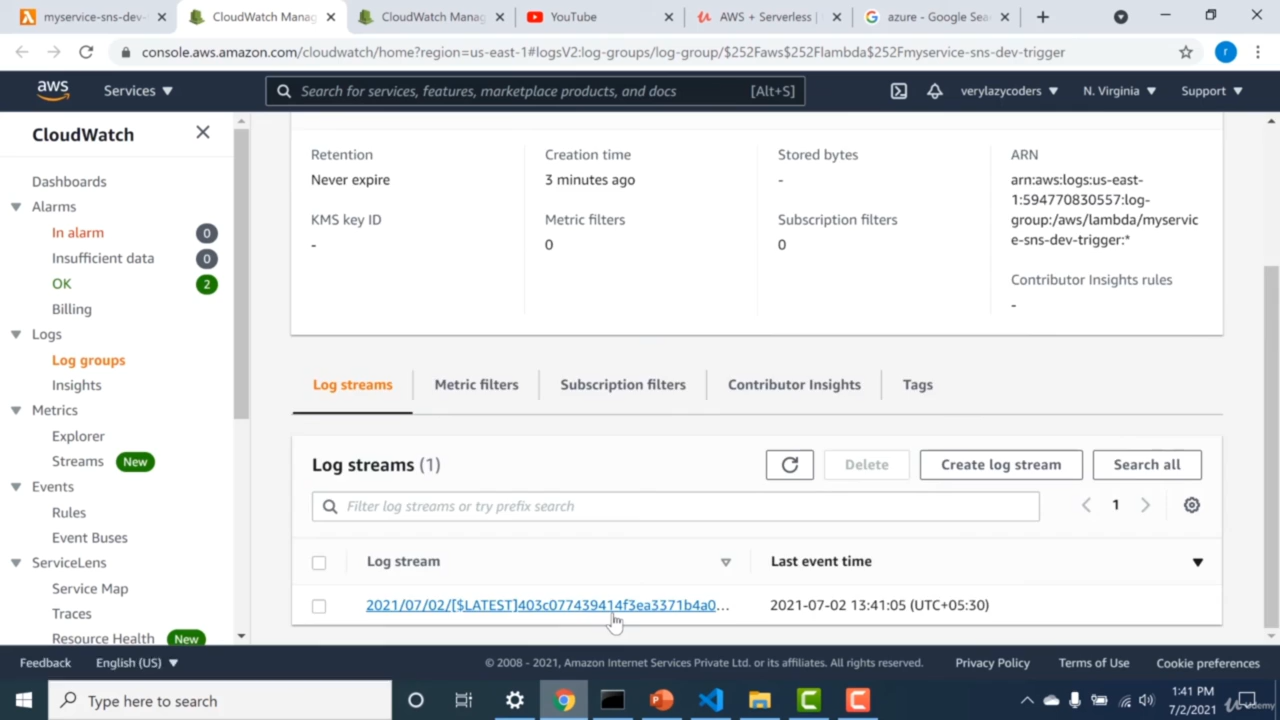 myservice-sns-dev-
CloudWatch Manag
CloudWatch Manag
YouTube
AWS + Serverless |
azure - Google Sea
console.aws.amazon.com/cloudwatch/home?region=us-east-1#logsV2:log-groups/log-group/$252Faws$252Flambda$252Fmyservice-sns-dev-trigger
r
aws
Services ▼
Search for services, features, marketplace products, and docs
[Alt+S]
verylazycoders ▼
N. Virginia ▼
Support ▼
CloudWatch
Dashboards
Alarms
In alarm 0
Insufficient data 0
OK 2
Billing
Logs
Log groups
Insights
Metrics
Explorer
Streams New
Events
Rules
Event Buses
ServiceLens
Service Map
Traces
Resource Health New
Retention
Never expire
KMS key ID
-
Creation time
3 minutes ago
Metric filters
0
Stored bytes
-
Subscription filters
0
ARN
arn:aws:logs:us-east-
1:594770830557:log-
group:/aws/lambda/myservic
e-sns-dev-trigger:*
Contributor Insights rules
-
Log streams
Metric filters
Subscription filters
Contributor Insights
Tags
Log streams (1)
Delete
Create log stream
Search all
Filter log streams or try prefix search
1
Log stream
Last event time
2021/07/02/[$LATEST]403c077439414f3ea3371b4a0...
2021-07-02 13:41:05 (UTC+05:30)
Feedback
English (US) ▼
© 2008 - 2021, Amazon Internet Services Private Ltd. or its affiliates. All rights reserved.
Privacy Policy
Terms of Use
Cookie preferences
Type here to search
1:41 PM
7/2/2021
Udemy